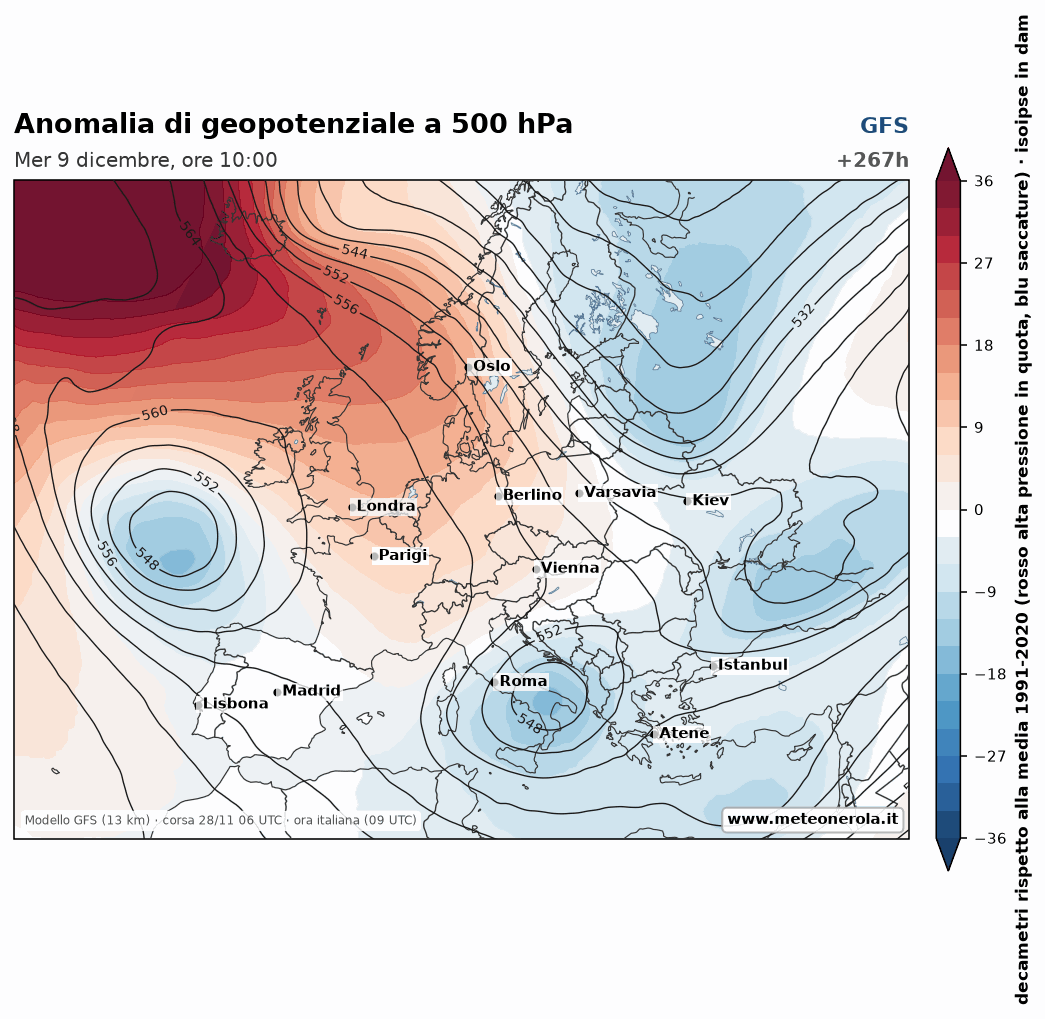 Anomalia di geopotenziale a 500 hPa
GFS
Mer 9 dicembre, ore 10:00
+267h
564
544
552
556
532
560
552
556
548
552
548
Oslo
Berlino
Varsavia
Kiev
Londra
Parigi
Vienna
Roma
Istanbul
Madrid
Lisbona
Atene
Modello GFS (13 km) · corsa 28/11 06 UTC · ora italiana (09 UTC)
www.meteonerola.it
36
27
18
9
0
−9
−18
−27
−36
decametri rispetto alla media 1991-2020 (rosso alta pressione in quota, blu saccature) · isoipse in dam